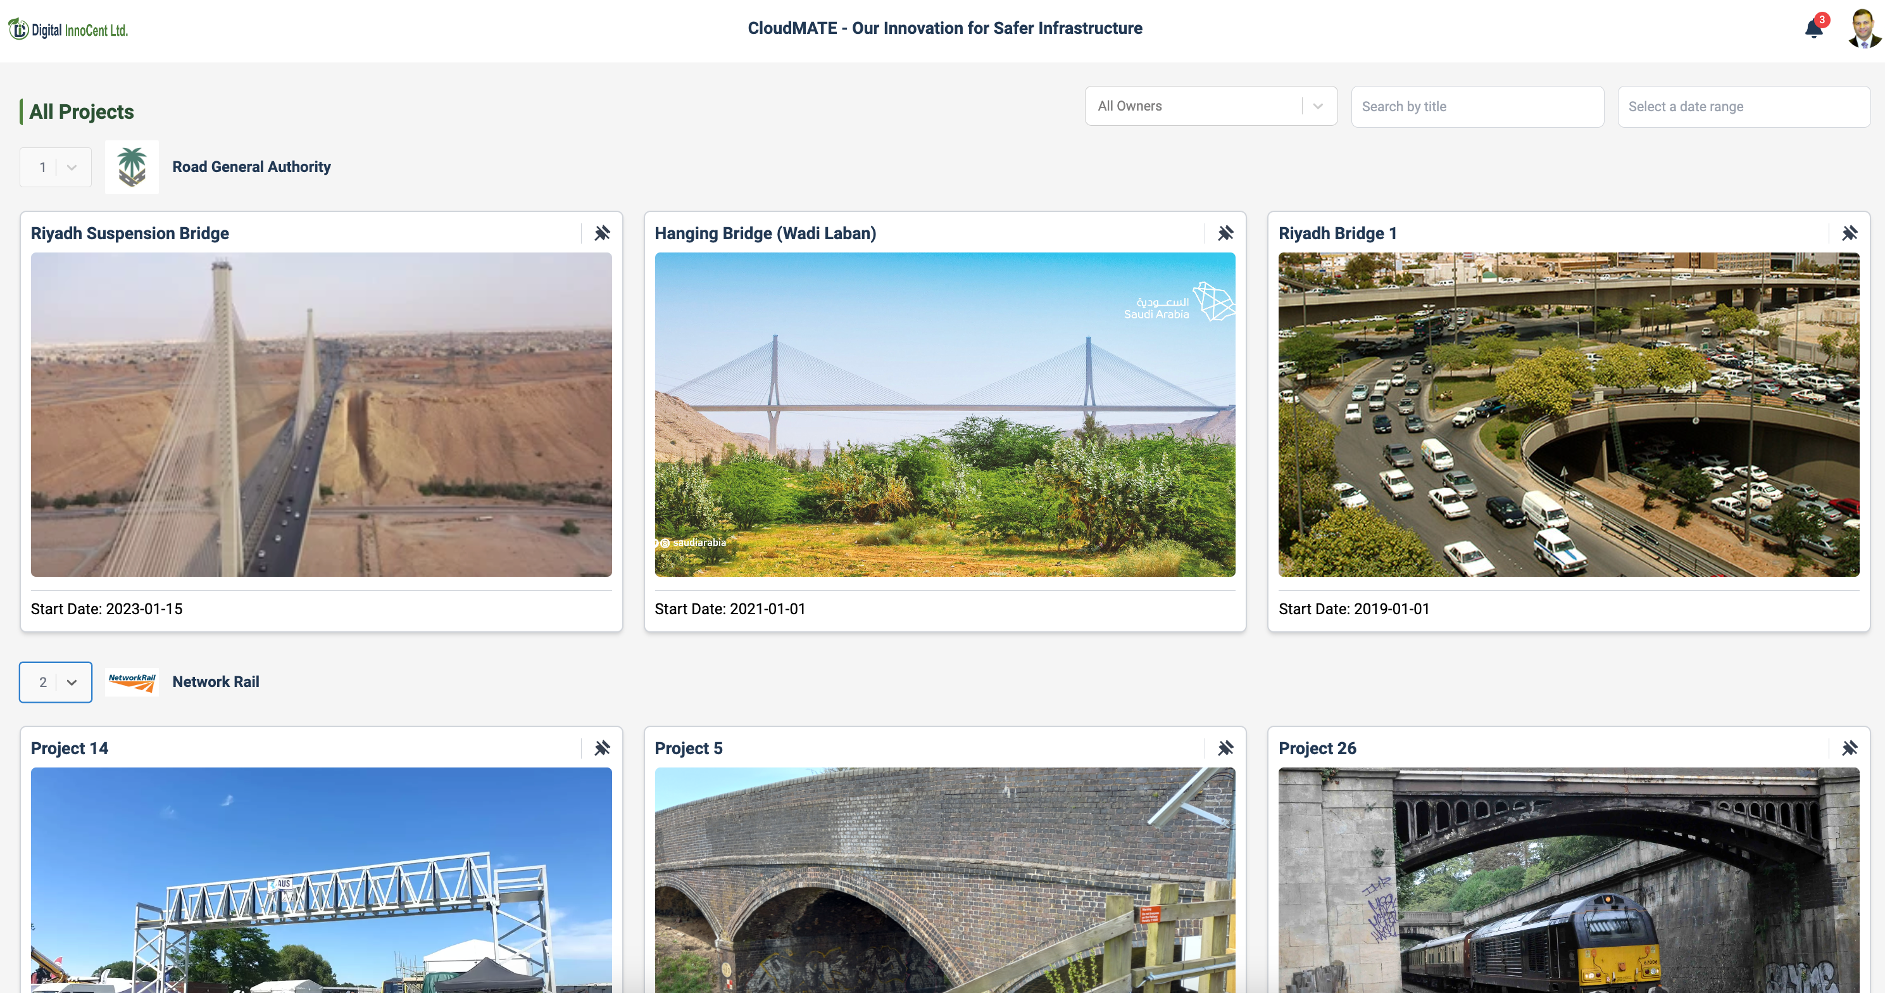 Digital InnoCent Ltd.
CloudMATE - Our Innovation for Safer Infrastructure
3
All Projects
All Owners
Search by title
Select a date range
1
Road General Authority
Riyadh Suspension Bridge
Hanging Bridge (Wadi Laban)
Riyadh Bridge 1
السعودية
Saudi Arabia
saudiarabia
Start Date: 2023-01-15
Start Date: 2021-01-01
Start Date: 2019-01-01
2
NetworkRail
Network Rail
Project 14
Project 5
Project 26
AUS